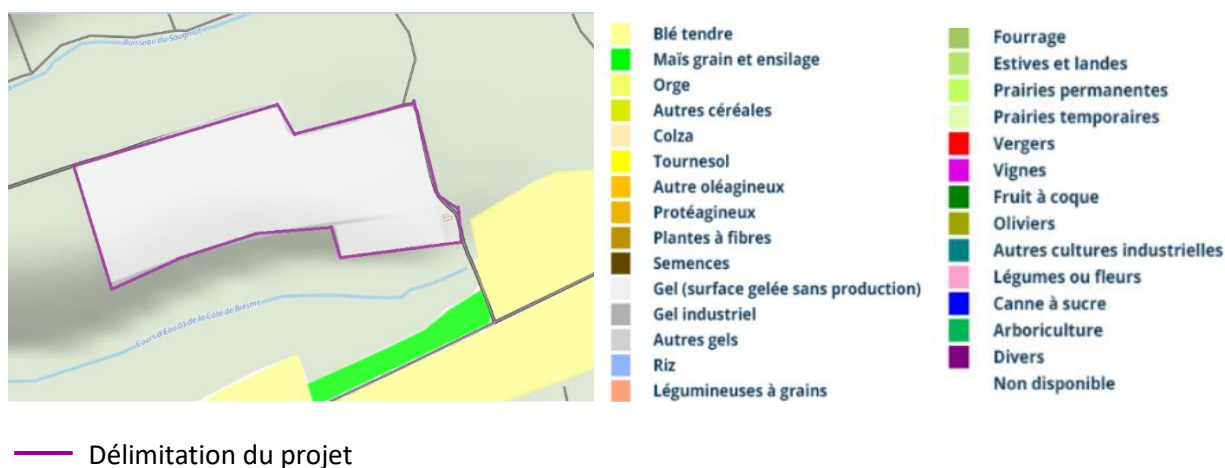 Ruisseau du Saugniat
Cours d'Eau 01 de la Côte de Biesme
Blé tendre
Maïs grain et ensilage
Orge
Autres céréales
Colza
Tournesol
Autre oléagineux
Protéagineux
Plantes à fibres
Semences
Gel (surface gelée sans production)
Gel industriel
Autres gels
Riz
Légumineuses à grains
Fourrage
Estives et landes
Prairies permanentes
Prairies temporaires
Vergers
Vignes
Fruit à coque
Oliviers
Autres cultures industrielles
Légumes ou fleurs
Canne à sucre
Arboriculture
Divers
Non disponible
Délimitation du projet